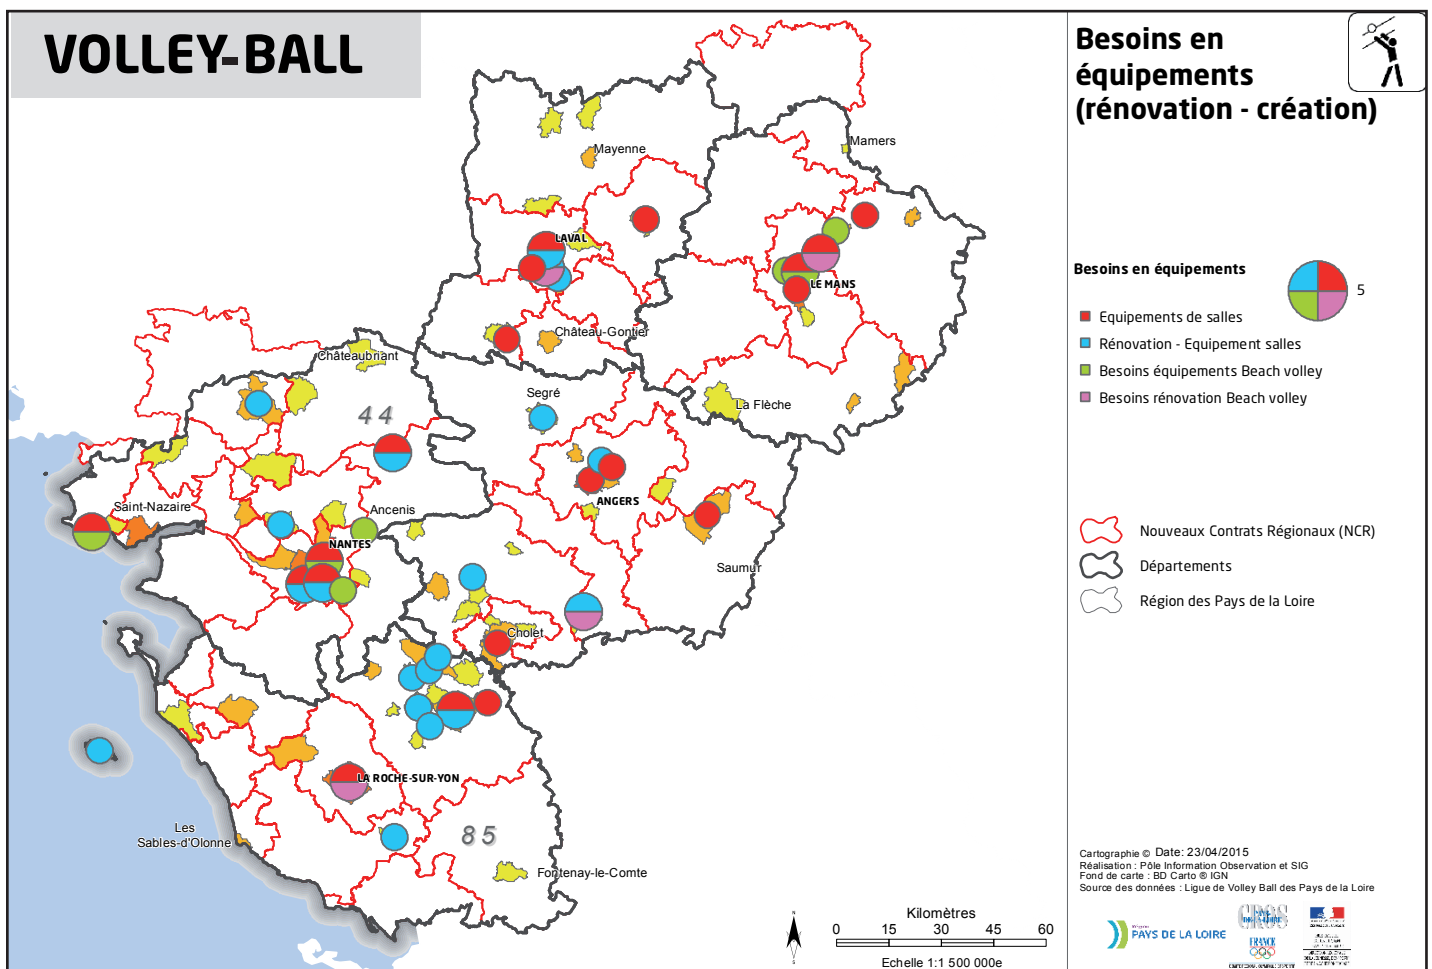 VOLLEY-BALL
Besoins en
équipements
(rénovation - création)
Mamers
Mayenne
LAVAL
LE MANS
Château-Gontier
Châteaubriant
Segré
La Flèche
44
Saint-Nazaire
Ancenis
ANGERS
NANTES
Saumur
Cholet
LA ROCHE-SUR-YON
Les
Sables-d'Olonne
85
Fontenay-le-Comte
Besoins en équipements
5
Equipements de salles
Rénovation - Equipement salles
Besoins équipements Beach volley
Besoins rénovation Beach volley
Nouveaux Contrats Régionaux (NCR)
Départements
Région des Pays de la Loire
Cartographie © Date: 23/04/2015
Réalisation : Pôle Information Observation et SIG
Fond de carte : BD Carto ® IGN
Source des données : Ligue de Volley Ball des Pays de la Loire
Kilomètres
0 15 30 45 60
Echelle 1:1 500 000e
N
S
PAYS DE LA LOIRE
CROS
FRANCE